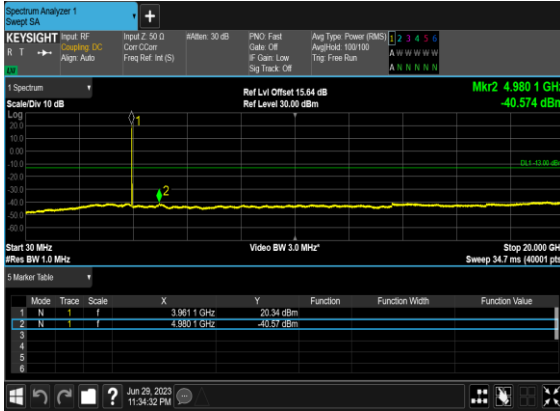 Spectrum Analyzer 1
Swept SA
+
KEYSIGHT Input: RF Input Z: 50 Ω #Atten: 30 dB PNO: Fast Avg Type: Power (RMS) 1 2 3 4 5 6
R T Coupling: DC Corr CCorr Gate: Off Avg|Hold: 100/100 A W W W W W
Align: Auto Freq Ref: Int (S) IF Gain: Low Trig: Free Run
Sig Track: Off A N N N N N
1 Spectrum Ref Lvl Offset 15.64 dB Mkr2 4.980 1 GHz
Scale/Div 10 dB Ref Level 30.00 dBm -40.574 dBm
Log
20.0
10.0
0.00
-10.0 DL1 -13.00 dBm
-20.0
-30.0
-40.0
-50.0
-60.0
1
2
Start 30 MHz Video BW 3.0 MHz* Stop 20.000 GH
#Res BW 1.0 MHz Sweep 34.7 ms (40001 pts
5 Marker Table
Mode Trace Scale X Y Function Function Width Function Value
1 N 1 f 3.961 1 GHz 20.34 dBm
2 N 1 f 4.980 1 GHz -40.57 dBm
3
4
5
6
? Jun 29, 2023
11:34:32 PM